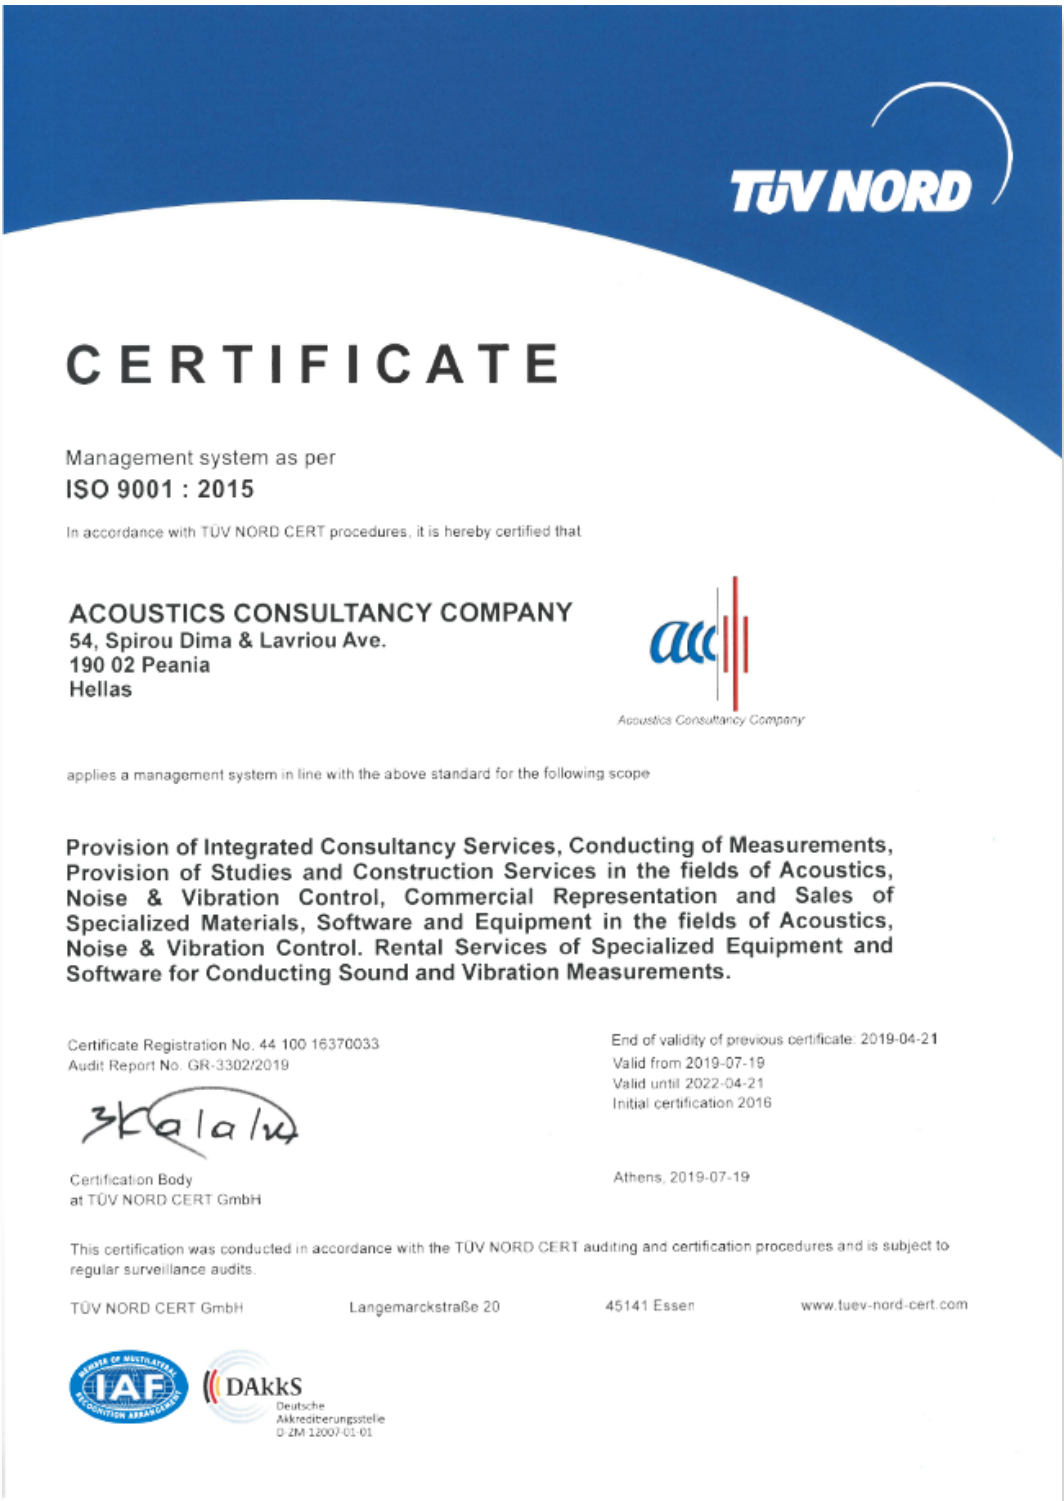 TÜV NORD
CERTIFICATE
Management system as per
ISO 9001 : 2015
In accordance with TÜV NORD CERT procedures, it is hereby certified that
ACOUSTICS CONSULTANCY COMPANY
54, Spirou Dima & Lavriou Ave.
190 02 Peania
Hellas
acc
Acoustics Consultancy Company
applies a management system in line with the above standard for the following scope
Provision of Integrated Consultancy Services, Conducting of Measurements,
Provision of Studies and Construction Services in the fields of Acoustics,
Noise & Vibration Control, Commercial Representation and Sales of
Specialized Materials, Software and Equipment in the fields of Acoustics,
Noise & Vibration Control. Rental Services of Specialized Equipment and
Software for Conducting Sound and Vibration Measurements.
Certificate Registration No. 44 100 16370033
Audit Report No. GR-3302/2019
End of validity of previous certificate: 2019-04-21
Valid from 2019-07-19
Valid until 2022-04-21
Initial certification 2016
Certification Body
at TÜV NORD CERT GmbH
Athens, 2019-07-19
This certification was conducted in accordance with the TÜV NORD CERT auditing and certification procedures and is subject to
regular surveillance audits.
TÜV NORD CERT GmbH Langemarckstraße 20 45141 Essen www.tuev-nord-cert.com
MEMBER OF MULTILATERAL
IAF
RECOGNITION ARRANGEMENT
DAkkS
Deutsche
Akkreditierungsstelle
D-ZM-12007-01-01